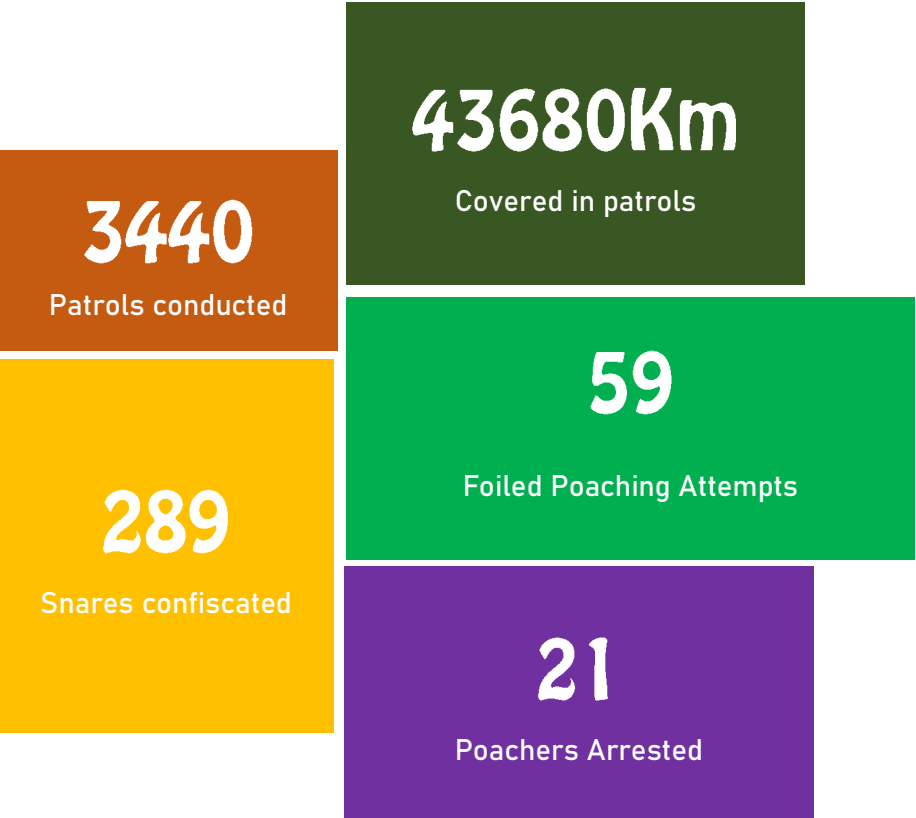 43680Km
Covered in patrols
3440
Patrols conducted
59
Foiled Poaching Attempts
289
Snares confiscated
21
Poachers Arrested